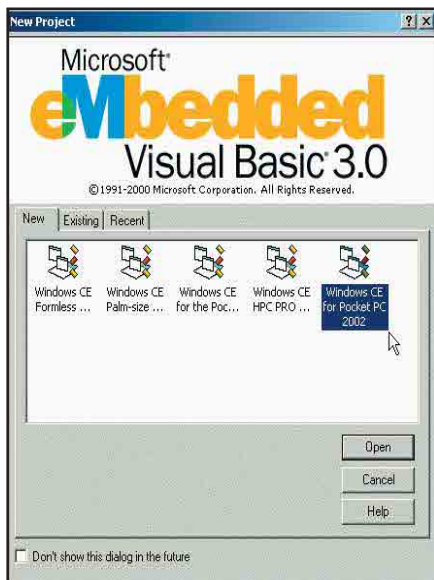 New Project
Microsoft®
eMbedded
Visual Basic® 3.0
©1991-2000 Microsoft Corporation. All Rights Reserved.
New Existing Recent
Windows CE Formless ...
Windows CE Palm-size ...
Windows CE for the Poc...
Windows CE HPC PRO ...
Windows CE for Pocket PC 2002
Open
Cancel
Help
Don't show this dialog in the future